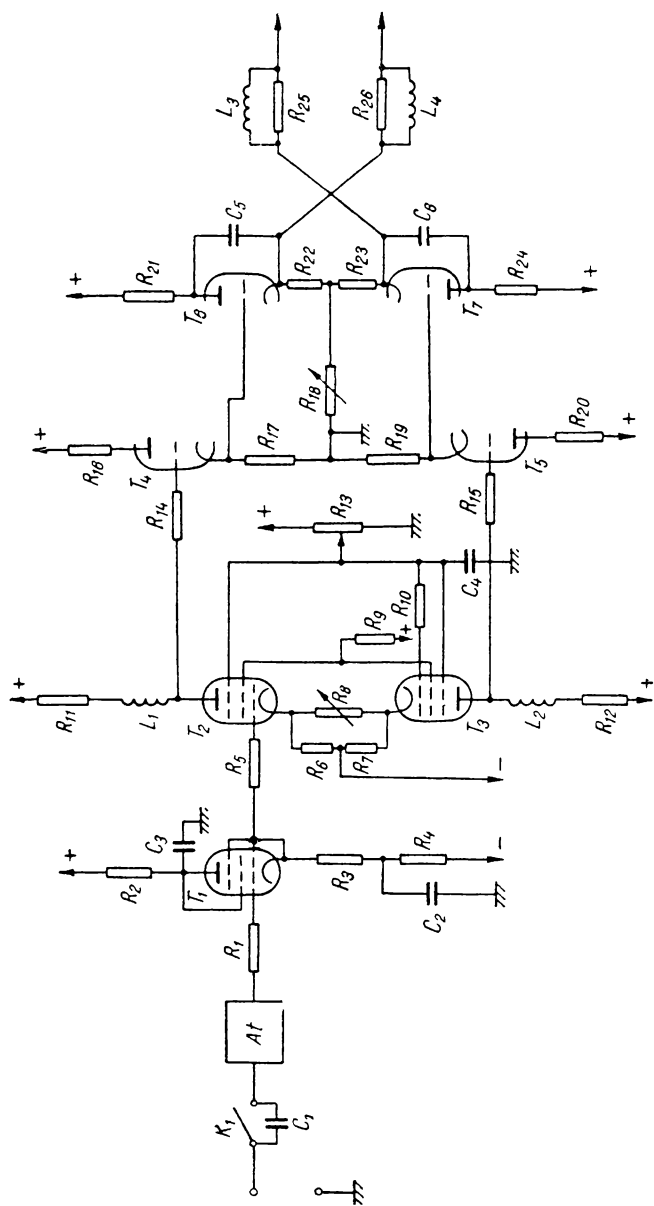 K₁
C₁
At
R₁
+
R₂
C₃
T₁
R₃
R₄
C₂
−
R₅
+
R₁₁
L₁
T₂
R₆
R₇
R₈
−
T₃
L₂
R₁₂
+
R₉
+
R₁₀
+
R₁₃
C₄
R₁₄
R₁₅
+
R₁₆
T₄
R₁₇
R₁₈
R₁₉
T₅
R₂₀
+
+
R₂₁
T₆
C₅
R₂₂
R₂₃
C₆
T₇
R₂₄
+
L₃
R₂₅
R₂₆
L₄